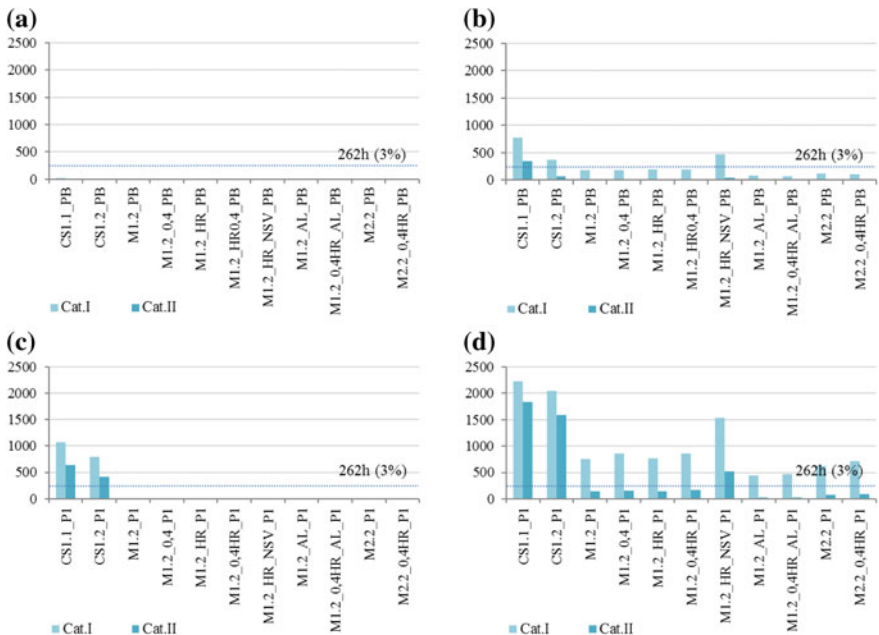 (a)
2500
2000
1500
1000
500
0
262h (3%)
CS1.1_PB
CS1.2_PB
M1.2_PB
M1.2_0,4_PB
M1.2_HR_PB
M1.2_HR0,4_PB
M1.2_HR_NSV_PB
M1.2_AL_PB
M1.2_0,4HR_AL_PB
M2.2_PB
M2.2_0,4HR_PB
Cat.I Cat.II
(b)
2500
2000
1500
1000
500
0
262h (3%)
CS1.1_PB
CS1.2_PB
M1.2_PB
M1.2_0,4_PB
M1.2_HR_PB
M1.2_HR0,4_PB
M1.2_HR_NSV_PB
M1.2_AL_PB
M1.2_0,4HR_AL_PB
M2.2_PB
M2.2_0,4HR_PB
Cat.I Cat.II
(c)
2500
2000
1500
1000
500
0
262h (3%)
CS1.1_P1
CS1.2_P1
M1.2_P1
M1.2_0,4_P1
M1.2_HR_P1
M1.2_0,4HR_P1
M1.2_HR_NSV_P1
M1.2_AL_P1
M1.2_0,4HR_AL_P1
M2.2_P1
M2.2_0,4HR_P1
Cat.I Cat.II
(d)
2500
2000
1500
1000
500
0
262h (3%)
CS1.1_P1
CS1.2_P1
M1.2_P1
M1.2_0,4_P1
M1.2_HR_P1
M1.2_0,4HR_P1
M1.2_HR_NSV_P1
M1.2_AL_P1
M1.2_0,4HR_AL_P1
M2.2_P1
M2.2_0,4HR_P1
Cat.I Cat.II